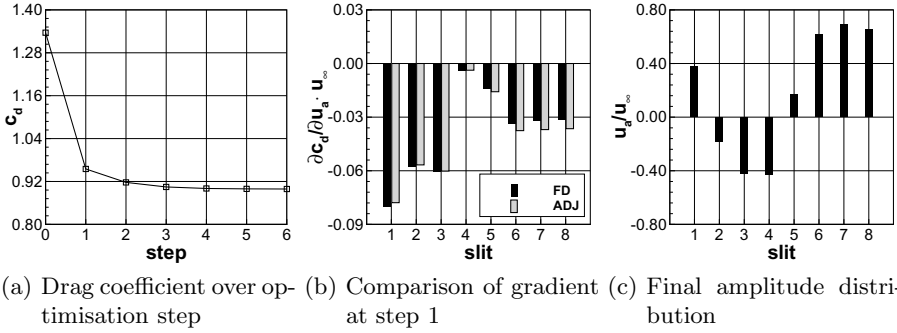 1.40
1.28
1.16
1.04
0.92
0.80
c_d
0 1 2 3 4 5 6
step
0.03
0.00
-0.03
-0.06
-0.09
∂c_d/∂u_a · u_∞
FD
ADJ
1 2 3 4 5 6 7 8
slit
0.80
0.40
0.00
-0.40
-0.80
u_a/u_∞
1 2 3 4 5 6 7 8
slit
(a) Drag coefficient over op-
timisation step
(b) Comparison of gradient
at step 1
(c) Final amplitude distri-
bution